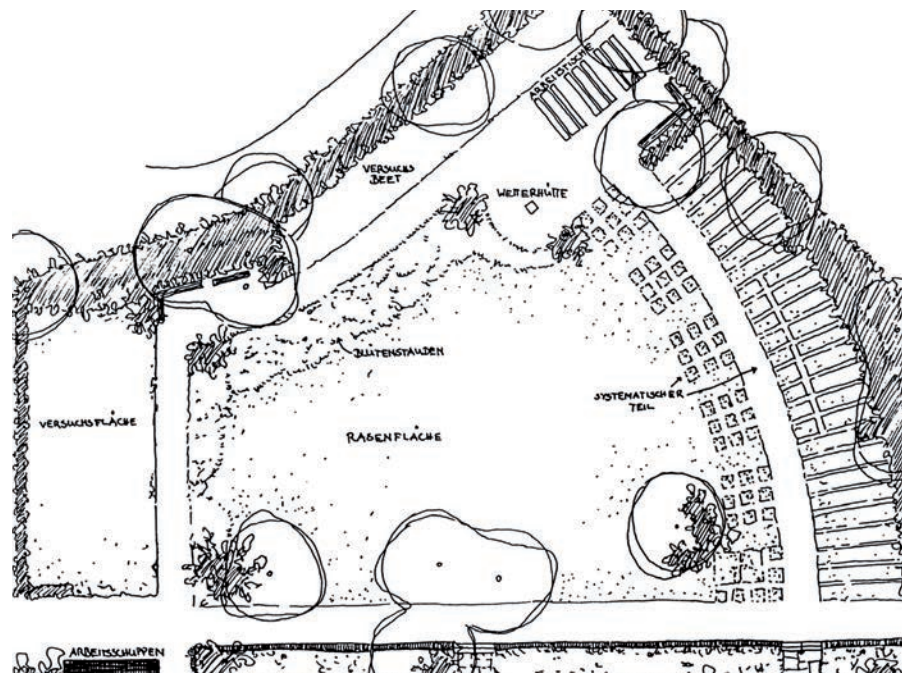 ARBEITSTISCHE
VERSUCHS
BEET
WETTERHÜTTE
BLÜTENSTAUDEN
SYSTEMATISCHER
TEIL
VERSUCHSFLÄCHE
RASENFLÄCHE
ARBEITSSCHUPPEN